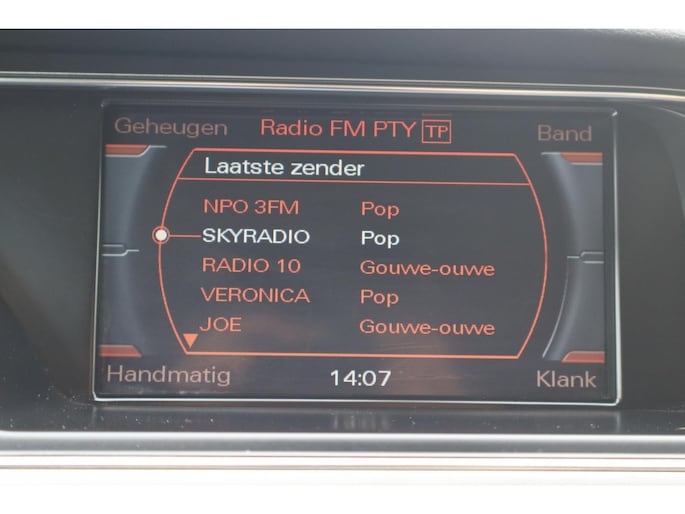 Geheugen Radio FM PTY TP Band
Laatste zender
NPO 3FM Pop
SKYRADIO Pop
RADIO 10 Gouwe-ouwe
VERONICA Pop
JOE Gouwe-ouwe
Handmatig 14:07 Klank